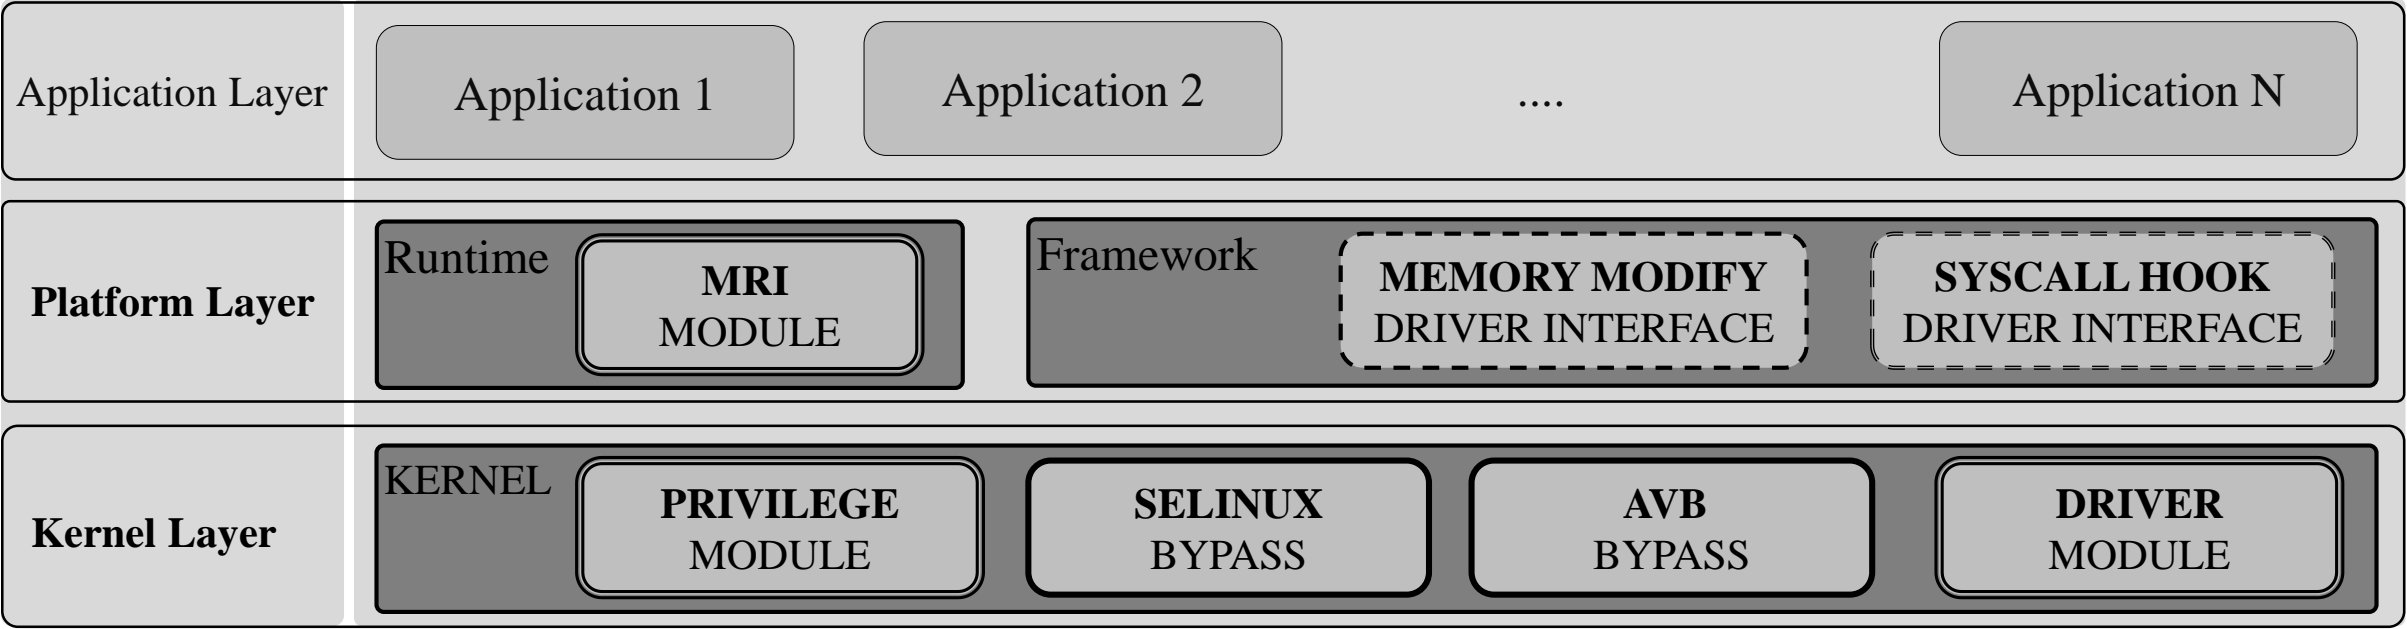 Application Layer
Application 1
Application 2
....
Application N
Platform Layer
Runtime
MRI
MODULE
Framework
MEMORY MODIFY
DRIVER INTERFACE
SYSCALL HOOK
DRIVER INTERFACE
Kernel Layer
KERNEL
PRIVILEGE
MODULE
SELINUX
BYPASS
AVB
BYPASS
DRIVER
MODULE